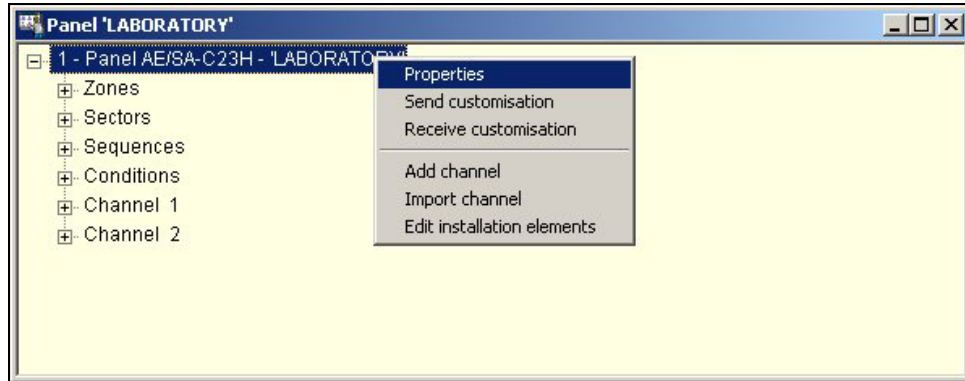 Panel 'LABORATORY'
1 - Panel AE/SA-C23H - 'LABORATORY'
Properties
Zones
Send customisation
Sectors
Receive customisation
Sequences
Conditions
Add channel
Channel 1
Import channel
Channel 2
Edit installation elements